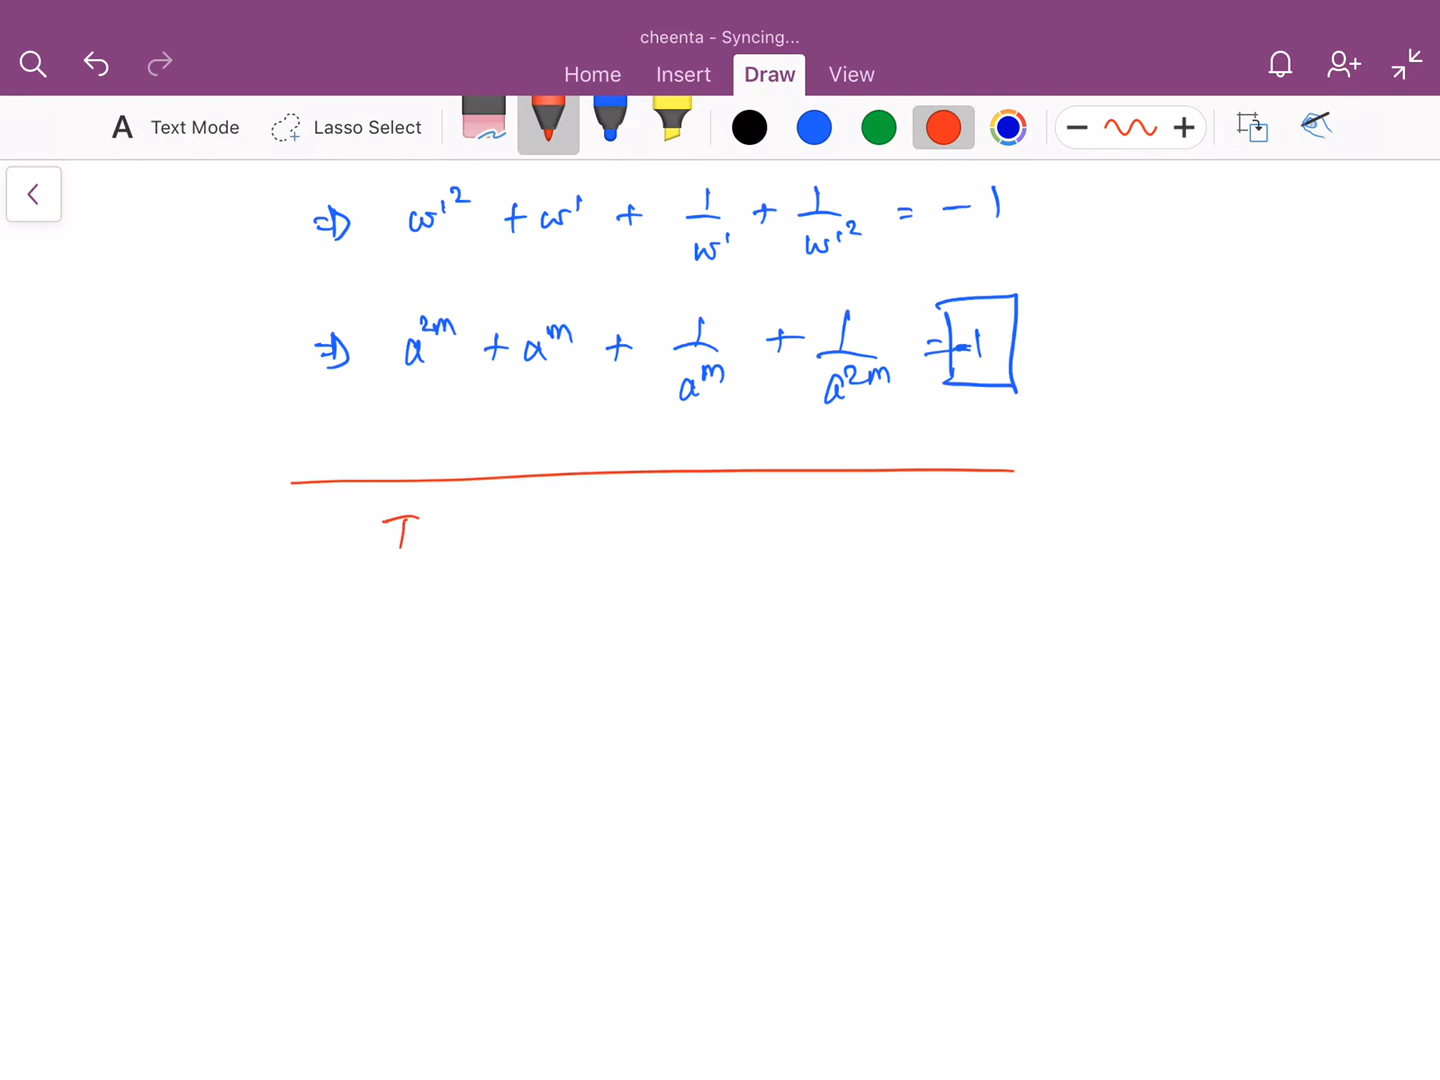 cheenta - Syncing...
Home Insert Draw View
A Text Mode Lasso Select
⇒ ω'² + ω' + 1/ω' + 1/ω'² = -1
⇒ a^{2m} + a^m + 1/a^m + 1/a^{2m} = -1
T